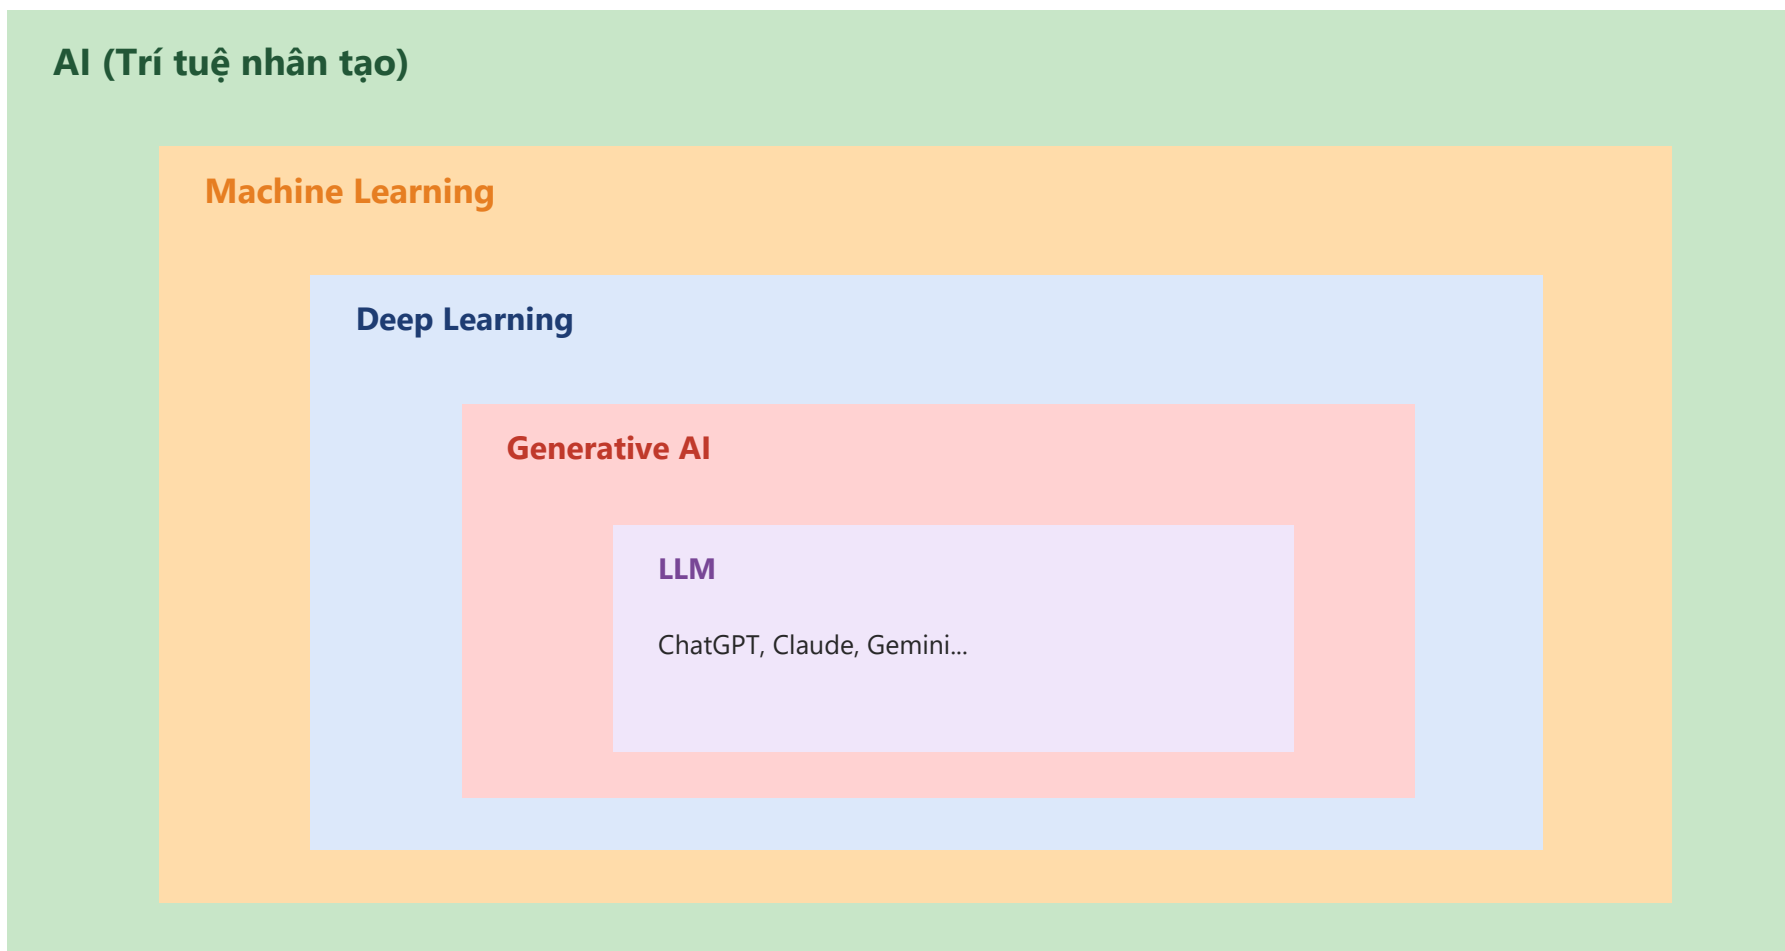 AI (Trí tuệ nhân tạo)
Machine Learning
Deep Learning
Generative AI
LLM
ChatGPT, Claude, Gemini...